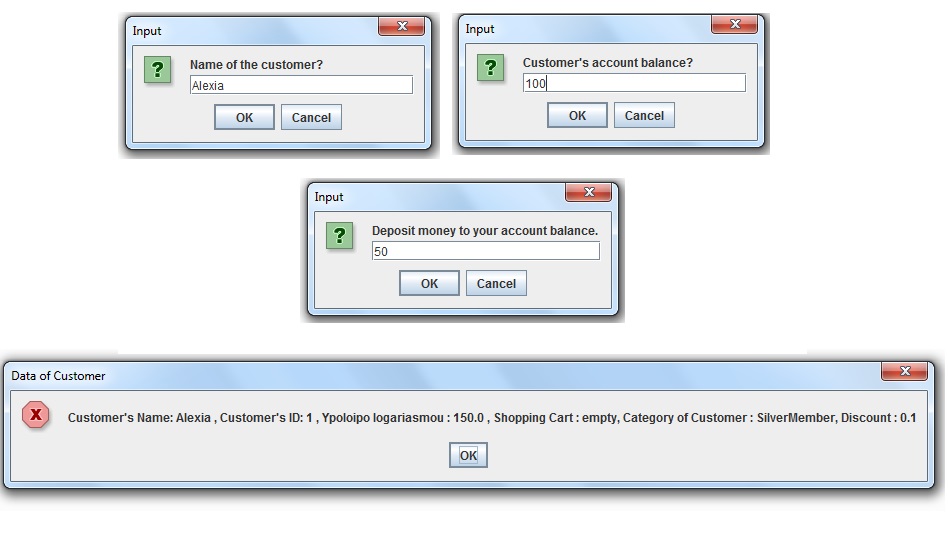 Input
Name of the customer?
Alexia
OK Cancel
Input
Customer's account balance?
100
OK Cancel
Input
Deposit money to your account balance.
50
OK Cancel
Data of Customer
Customer's Name: Alexia , Customer's ID: 1 , Ypoloipo logariasmou : 150.0 , Shopping Cart : empty, Category of Customer : SilverMember, Discount : 0.1
OK